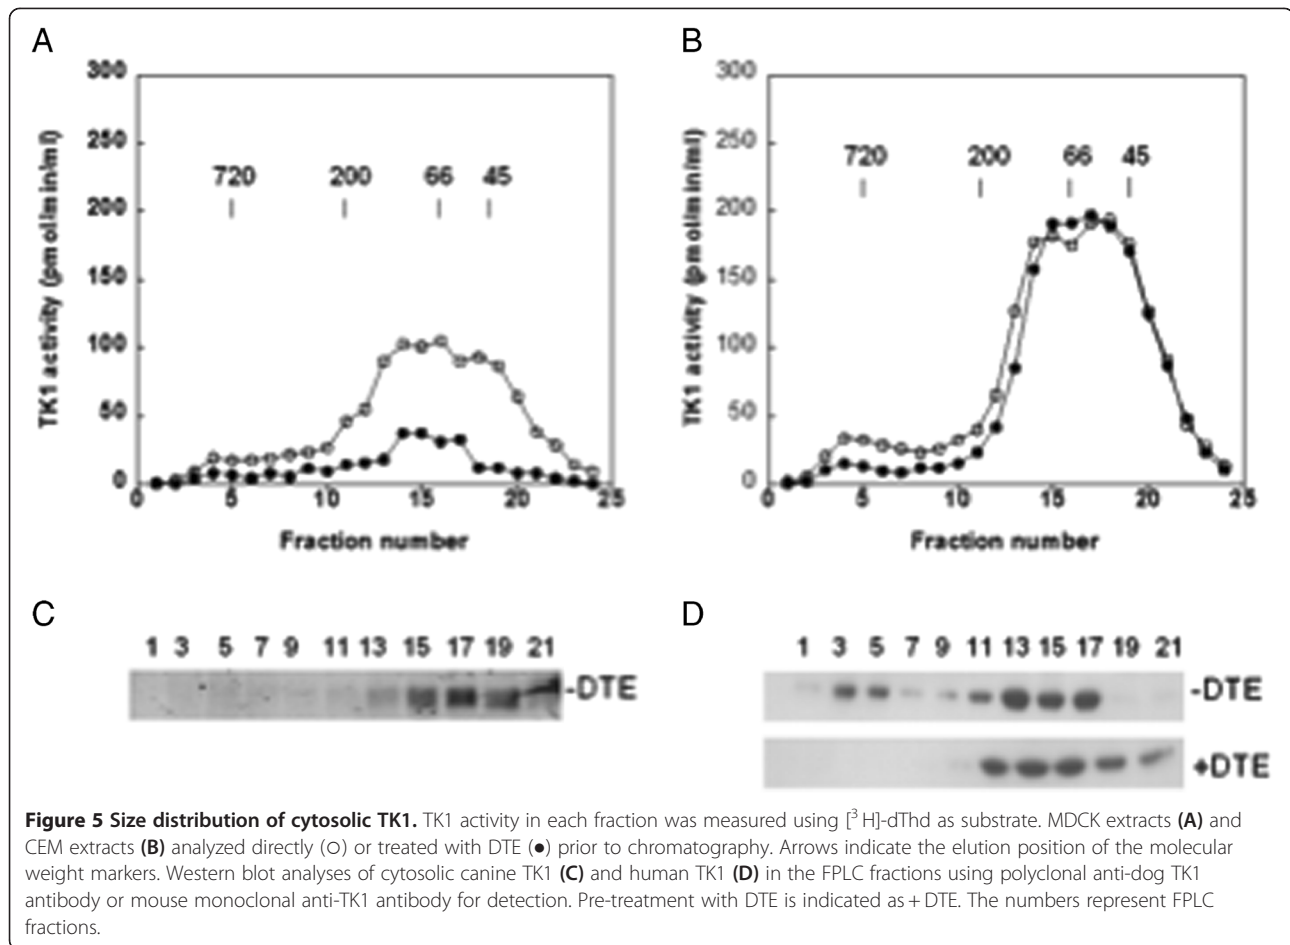 A
300
250
200
150
100
50
0
TK1 activity (pmol/min/ml)
720 200 66 45
0 5 10 15 20 25
Fraction number
B
300
250
200
150
100
50
0
TK1 activity (pmol/min/ml)
720 200 66 45
0 5 10 15 20 25
Fraction number
C
1 3 5 7 9 11 13 15 17 19 21
-DTE
D
1 3 5 7 9 11 13 15 17 19 21
-DTE
+DTE
Figure 5 Size distribution of cytosolic TK1. TK1 activity in each fraction was measured using [³ H]-dThd as substrate. MDCK extracts (A) and
CEM extracts (B) analyzed directly (○) or treated with DTE (●) prior to chromatography. Arrows indicate the elution position of the molecular
weight markers. Western blot analyses of cytosolic canine TK1 (C) and human TK1 (D) in the FPLC fractions using polyclonal anti-dog TK1
antibody or mouse monoclonal anti-TK1 antibody for detection. Pre-treatment with DTE is indicated as + DTE. The numbers represent FPLC
fractions.